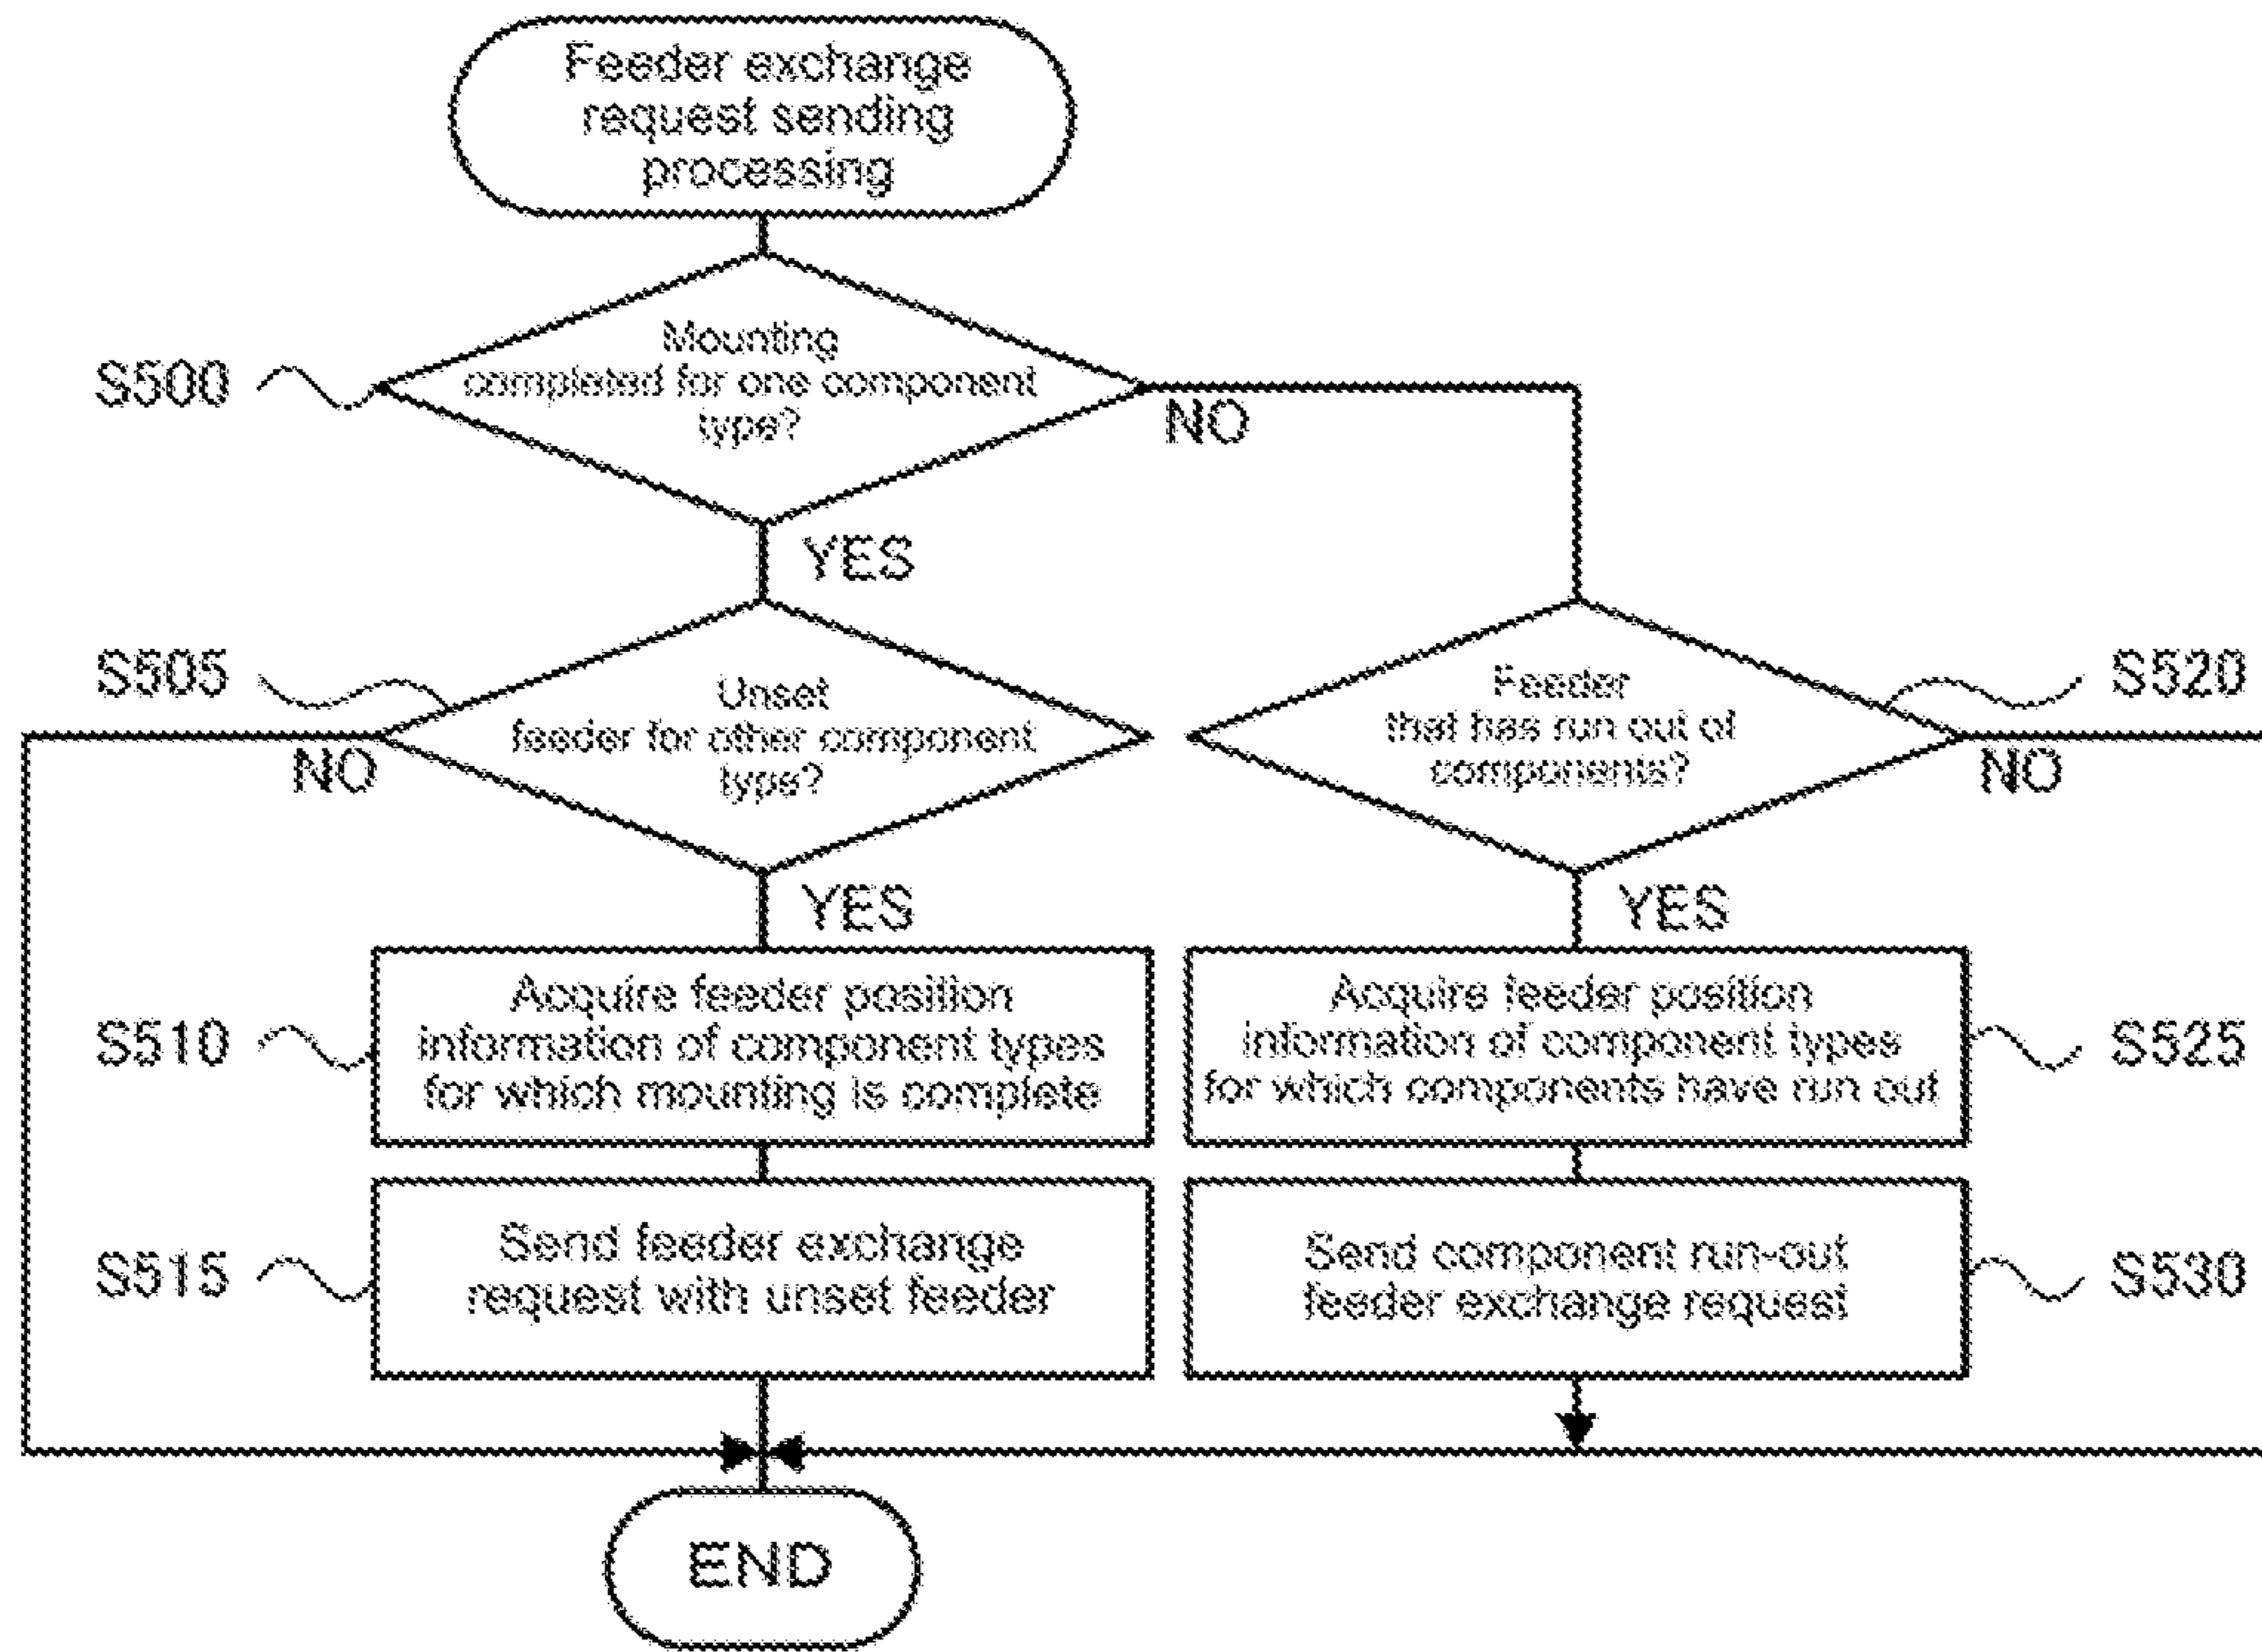 Feeder exchange
request sending
processing
S500
Mounting
completed for one component
type?
NO
YES
S505
Unset
feeder for other component
type?
NO
YES
S520
Feeder
that has run out of
components?
NO
YES
S510
Acquire feeder position
information of component types
for which mounting is complete
S525
Acquire feeder position
information of component types
for which components have run out
S515
Send feeder exchange
request with unset feeder
S530
Send component run-out
feeder exchange request
END